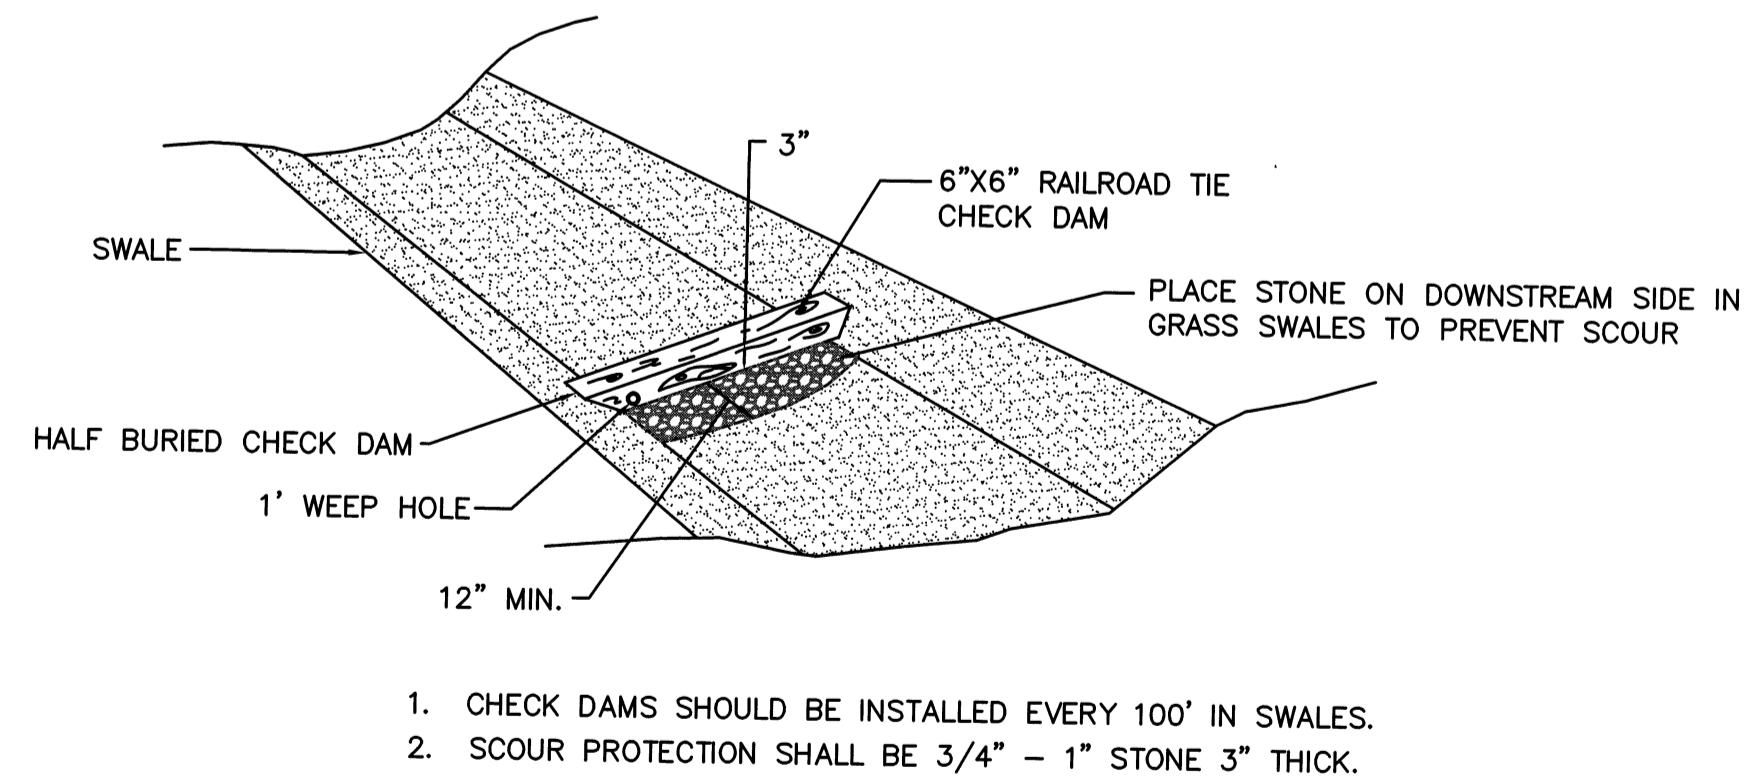 3”
6”X6” RAILROAD TIE
CHECK DAM
SWALE
PLACE STONE ON DOWNSTREAM SIDE IN
GRASS SWALES TO PREVENT SCOUR
HALF BURIED CHECK DAM
1' WEEP HOLE
12” MIN.
1. CHECK DAMS SHOULD BE INSTALLED EVERY 100' IN SWALES.
2. SCOUR PROTECTION SHALL BE 3/4” – 1” STONE 3” THICK.